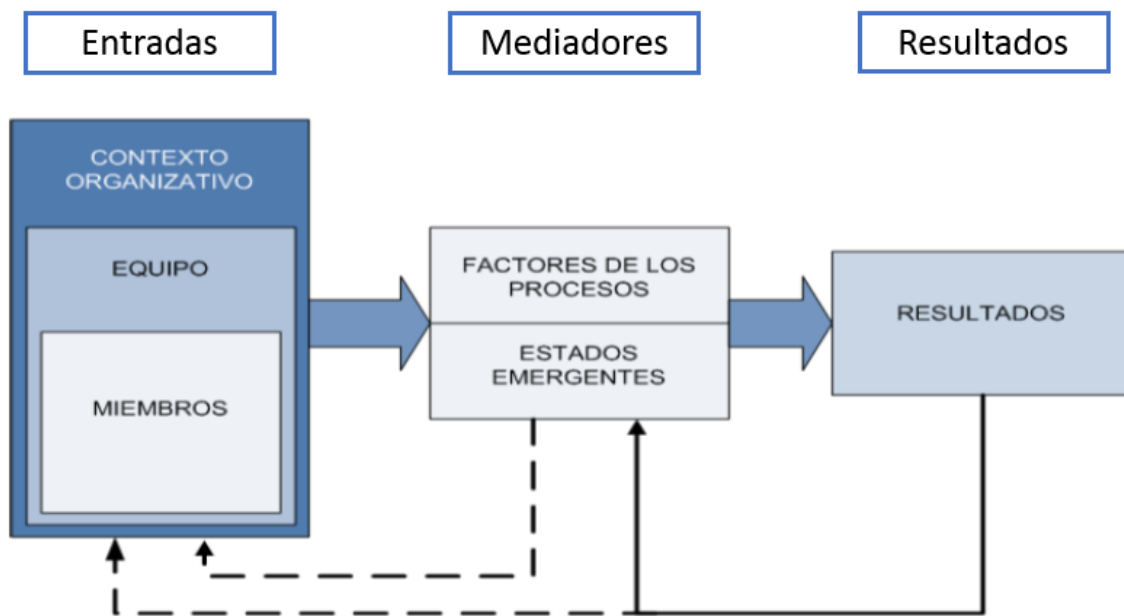 Entradas
Mediadores
Resultados
CONTEXTO
ORGANIZATIVO
EQUIPO
MIEMBROS
FACTORES DE LOS
PROCESOS
ESTADOS
EMERGENTES
RESULTADOS